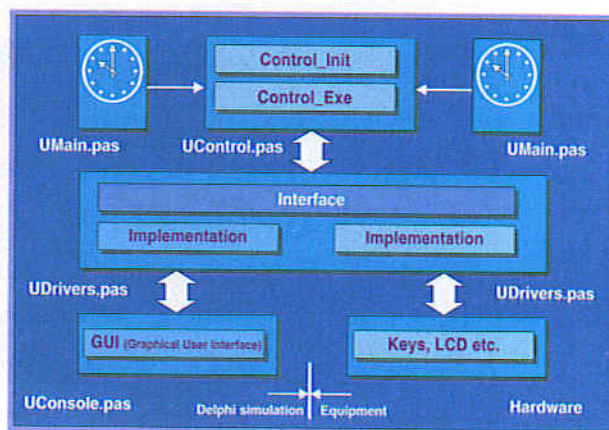 Control_Init
Control_Exe
UMain.pas
UControl.pas
UMain.pas
Interface
Implementation
Implementation
UDrivers.pas
UDrivers.pas
GUI (Graphical User Interface)
Keys, LCD etc.
UConsole.pas
Delphi simulation
Equipment
Hardware